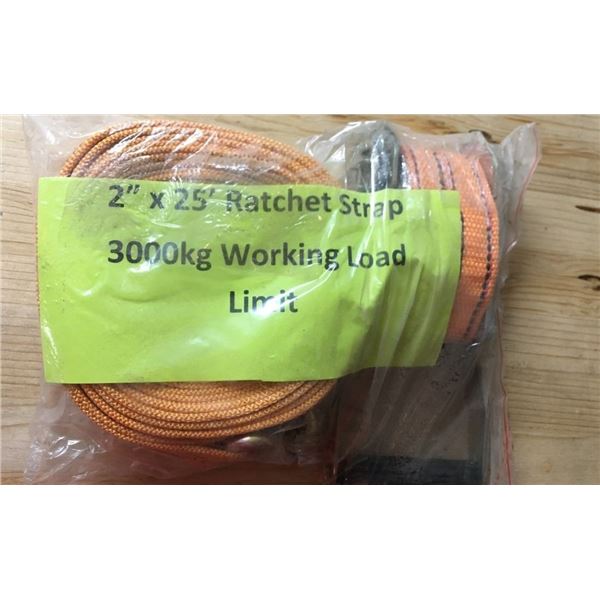 2" x 25' Ratchet Strap
3000kg Working Load
Limit